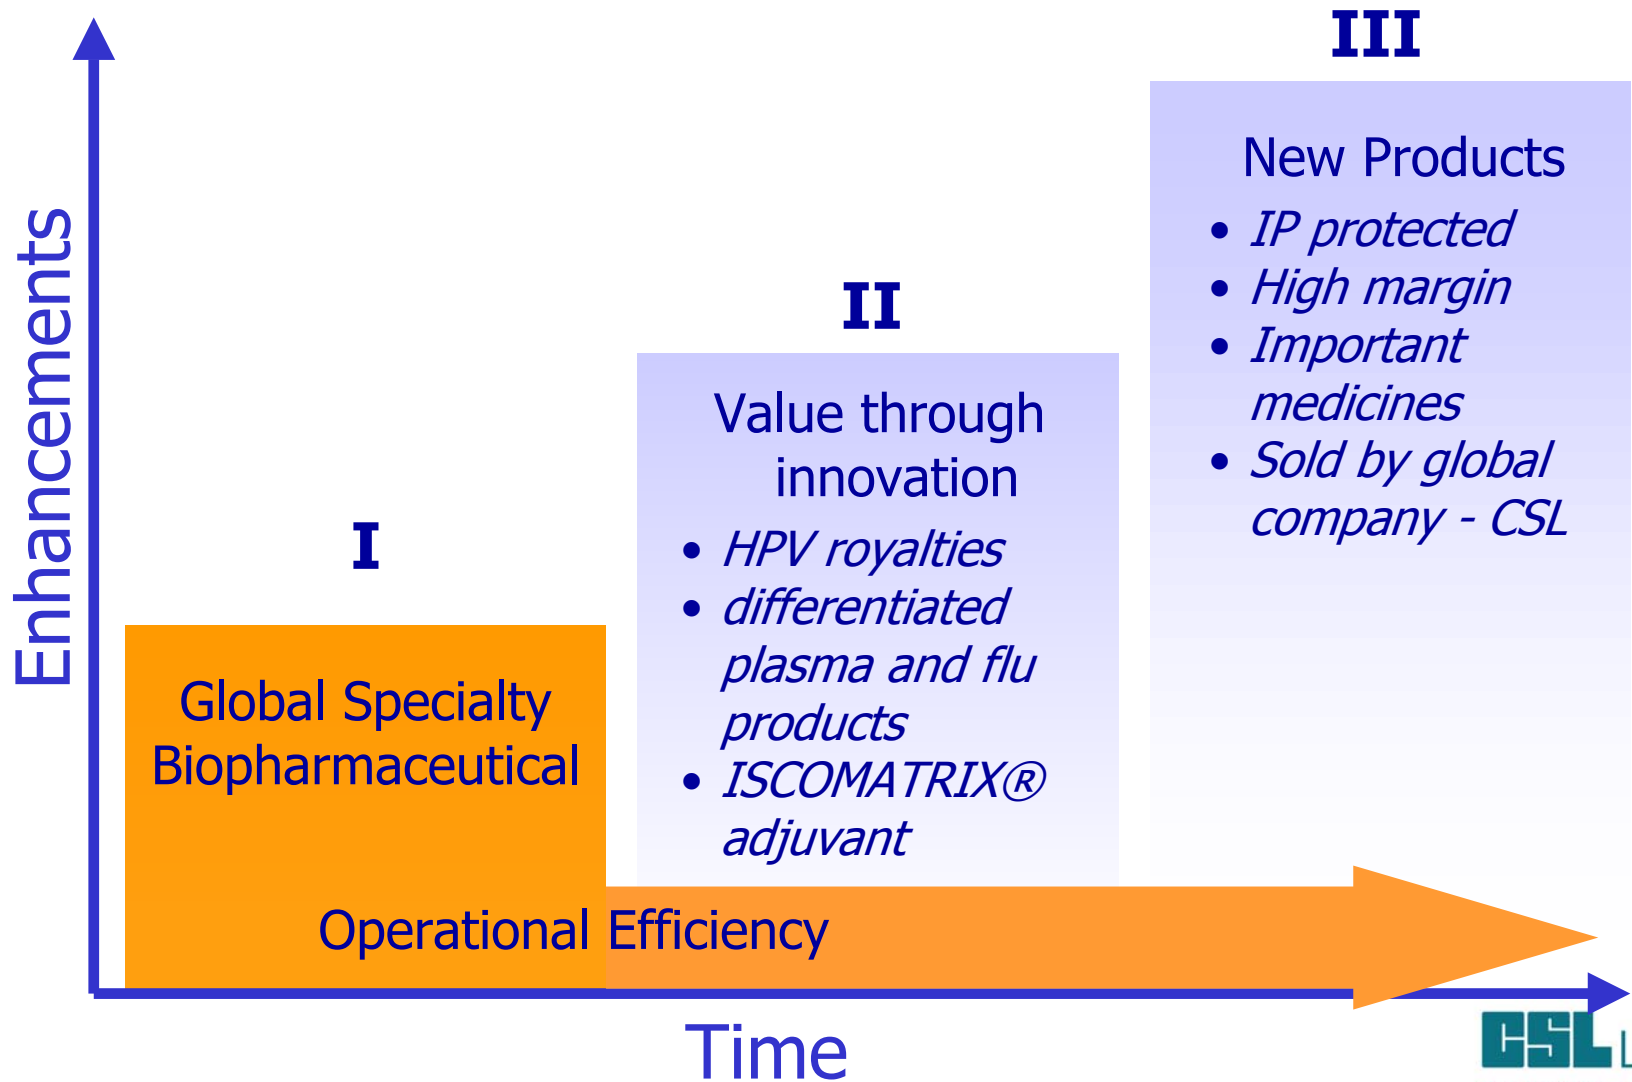 Enhancements
I
Global Specialty
Biopharmaceutical
II
Value through
innovation
• HPV royalties
• differentiated
plasma and flu
products
• ISCOMATRIX®
adjuvant
III
New Products
• IP protected
• High margin
• Important
medicines
• Sold by global
company - CSL
Operational Efficiency
Time
CSL